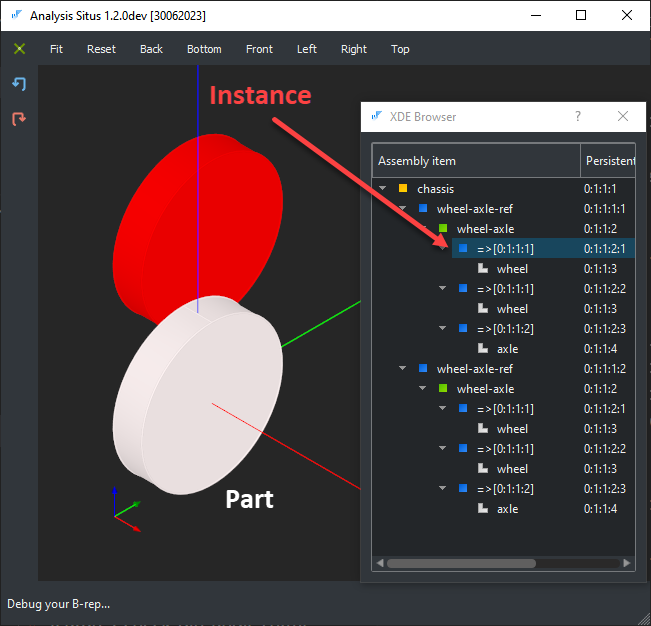 Analysis Situs 1.2.0dev [30062023]
Fit Reset Back Bottom Front Left Right Top
Instance
XDE Browser ?
Assembly item Persistent
chassis 0:1:1:1
wheel-axle-ref 0:1:1:1:1
wheel-axle 0:1:1:2
=>[0:1:1:1] 0:1:1:2:1
wheel 0:1:1:3
=>[0:1:1:1] 0:1:1:2:2
wheel 0:1:1:3
=>[0:1:1:2] 0:1:1:2:3
axle 0:1:1:4
wheel-axle-ref 0:1:1:1:2
wheel-axle 0:1:1:2
=>[0:1:1:1] 0:1:1:2:1
wheel 0:1:1:3
=>[0:1:1:1] 0:1:1:2:2
wheel 0:1:1:3
=>[0:1:1:2] 0:1:1:2:3
axle 0:1:1:4
Part
Debug your B-rep...